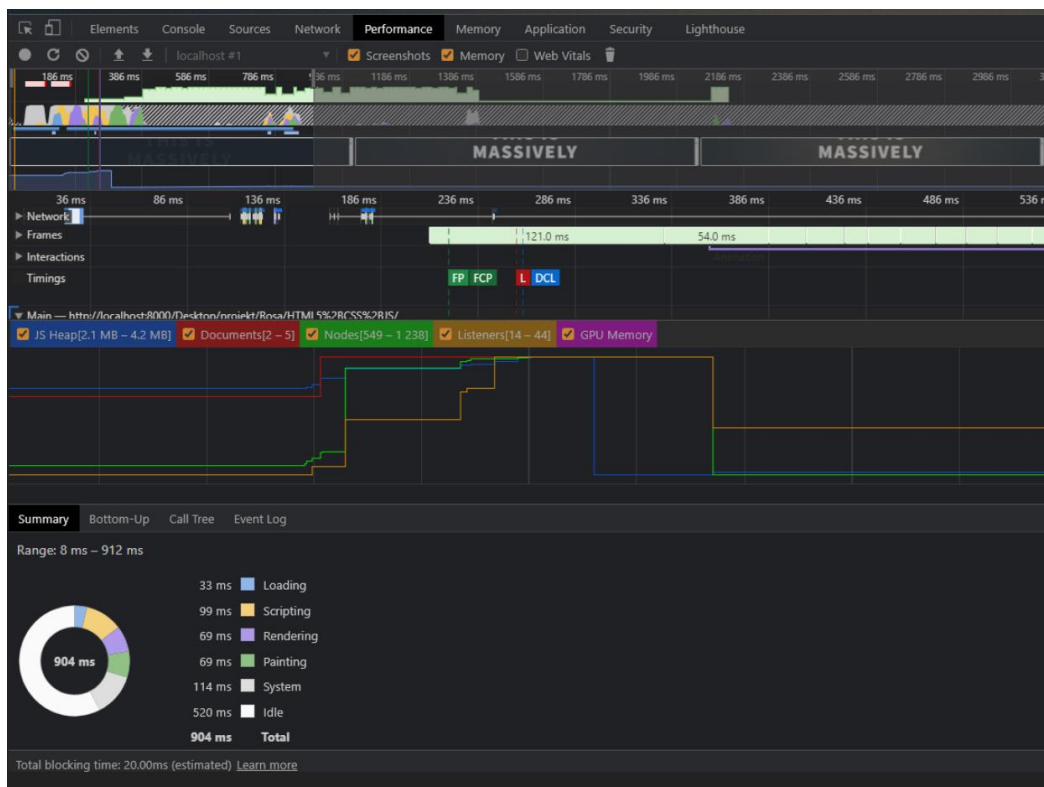 Elements Console Sources Network Performance Memory Application Security Lighthouse
localhost #1 Screenshots Memory Web Vitals
186 ms 386 ms 586 ms 786 ms 1186 ms 1386 ms 1586 ms 1786 ms 1986 ms 2186 ms 2386 ms 2586 ms 2786 ms 2986 ms
THIS IS
MASSIVELY MASSIVELY MASSIVELY
36 ms 86 ms 136 ms 186 ms 236 ms 286 ms 336 ms 386 ms 436 ms 486 ms
Network
Frames 121.0 ms 54.0 ms
Interactions Animation
Timings FP FCP L DCL
Main — http://localhost:8000/Desktop/projekt/Rosa/HTML5%2BCSS%2BJS/
JS Heap[2.1 MB – 4.2 MB] Documents[2 – 5] Nodes[549 – 1 238] Listeners[14 – 44] GPU Memory
Summary Bottom-Up Call Tree Event Log
Range: 8 ms – 912 ms
33 ms Loading
99 ms Scripting
69 ms Rendering
904 ms 69 ms Painting
114 ms System
520 ms Idle
904 ms Total
Total blocking time: 20.00ms (estimated) Learn more